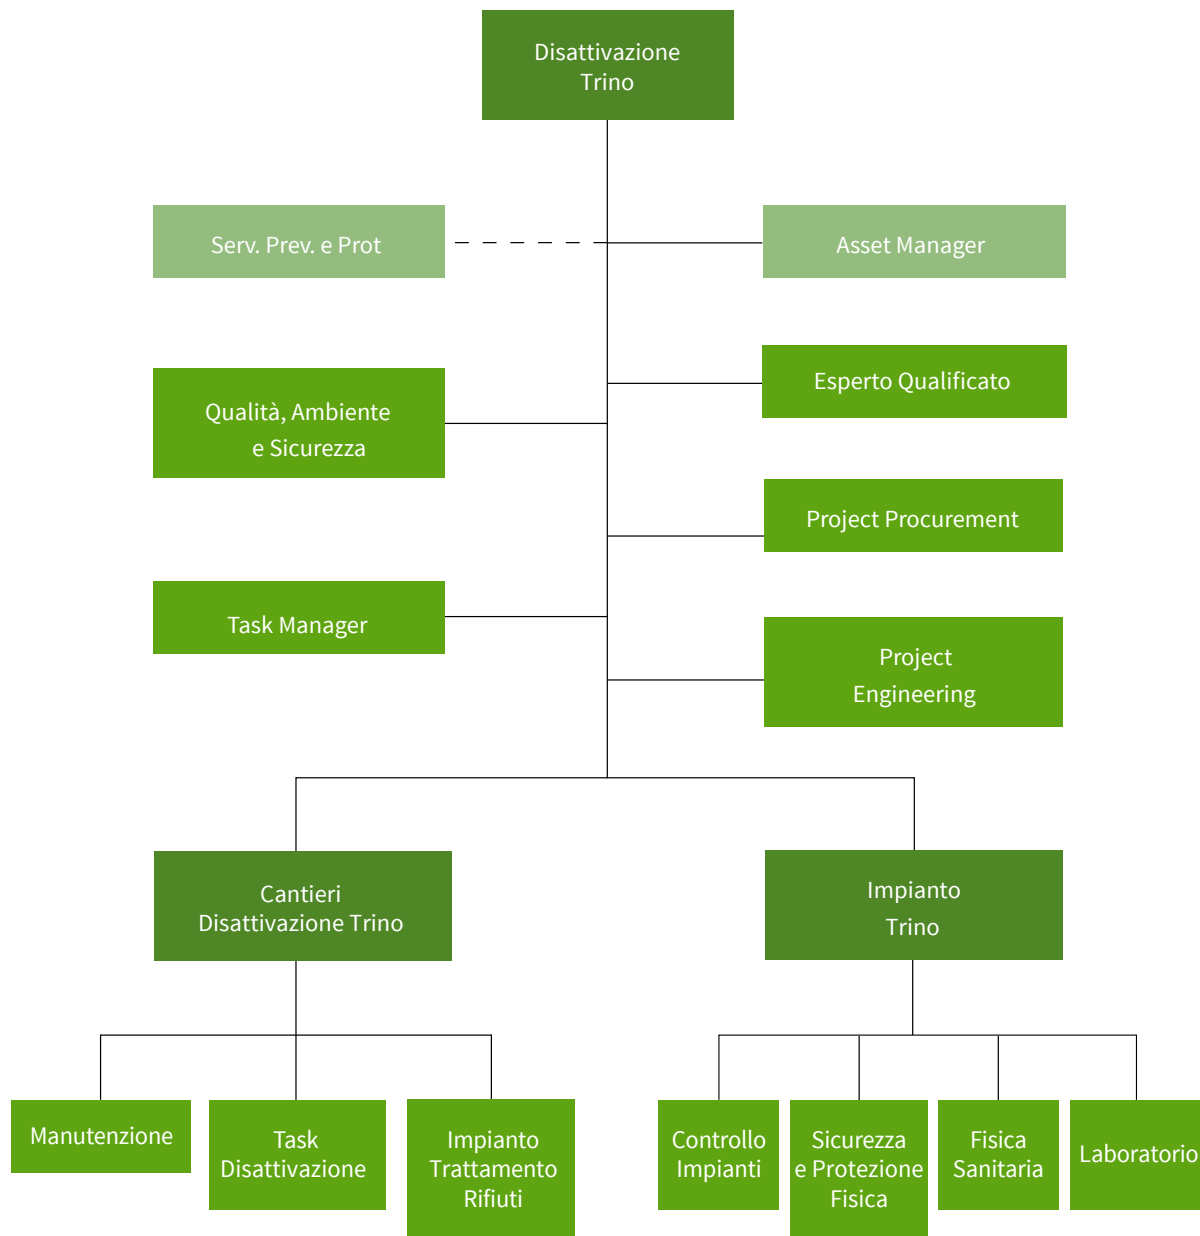 Disattivazione
Trino
Serv. Prev. e Prot
Asset Manager
Esperto Qualificato
Qualità, Ambiente
e Sicurezza
Project Procurement
Task Manager
Project
Engineering
Cantieri
Disattivazione Trino
Impianto
Trino
Manutenzione
Task
Disattivazione
Impianto
Trattamento
Rifiuti
Controllo
Impianti
Sicurezza
e Protezione
Fisica
Fisica
Sanitaria
Laboratorio